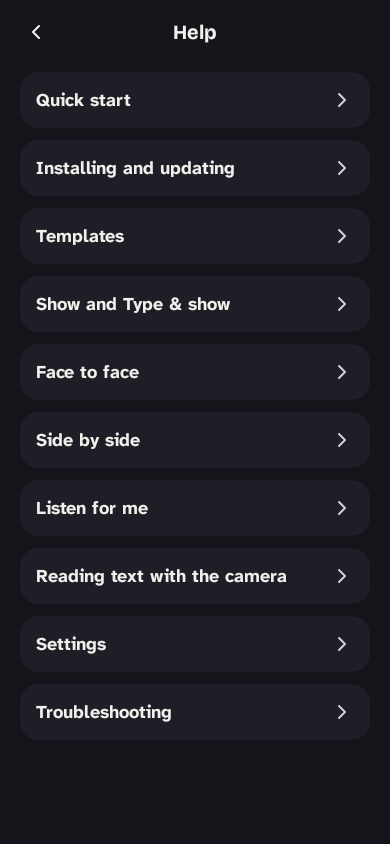 Help
Quick start
Installing and updating
Templates
Show and Type & show
Face to face
Side by side
Listen for me
Reading text with the camera
Settings
Troubleshooting